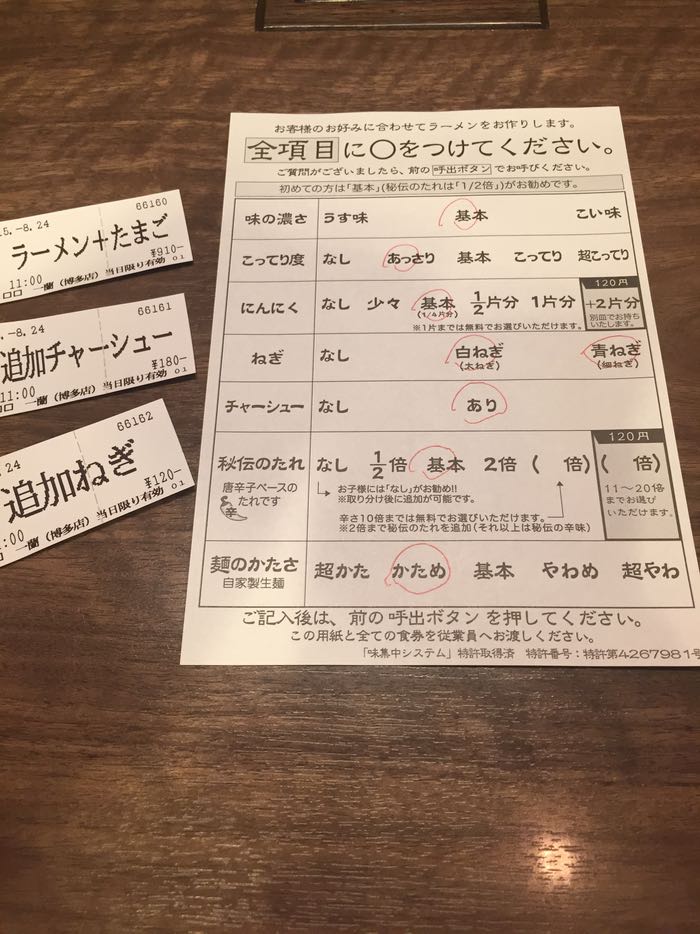 66160
5.-8.24
ラーメン+たまご
¥910-
11:00
口口 一蘭(博多店)当日限り有効 01
66161
.-8.24
追加チャーシュー
¥180-
11:00
口口 一蘭(博多店)当日限り有効 01
66162
.24
追加ねぎ
¥120-
:00
一蘭(博多店)当日限り有効 01
お客様のお好みに合わせてラーメンをお作りします。
全項目に〇をつけてください。
ご質問がございましたら、前の呼出ボタンでお呼びください。
初めての方は「基本」(秘伝のたれは「1/2倍」)がお勧めです。
味の濃さ うす味 基本 こい味
こってり度 なし あっさり 基本 こってり 超こってり
120円
にんにく なし 少々 基本 1/2片分 1片分 +2片分
(1/4片分) 別皿でお持ちいたします。
※1片までは無料でお選びいただけます。
ねぎ なし 白ねぎ 青ねぎ
(太ねぎ) (細ねぎ)
チャーシュー なし あり
120円
秘伝のたれ なし 1/2倍 基本 2倍 ( 倍) ( 倍)
唐辛子ベースのたれです
辛
お子様には「なし」がお勧め!!
※取り分け後に追加が可能です。
辛さ10倍までは無料でお選びいただけます。
※2倍まで秘伝のたれを追加(それ以上は秘伝の辛味)
11〜20倍
までお選び
いただけます。
麺のかたさ 超かた かため 基本 やわめ 超やわ
自家製生麺
ご記入後は、前の呼出ボタンを押してください。
この用紙と全ての食券を従業員へお渡しください。
「味集中システム」特許取得済 特許番号:特許第4267981号